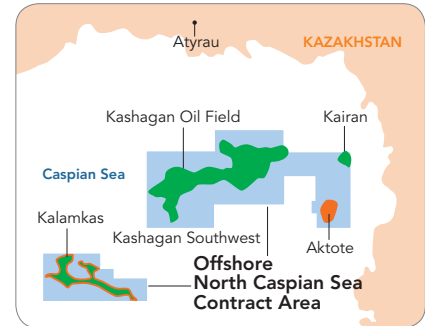 Atyrau
KAZAKHSTAN
Kashagan Oil Field
Kairan
Caspian Sea
Kalamkas
Kashagan Southwest
Aktote
Offshore
North Caspian Sea
Contract Area